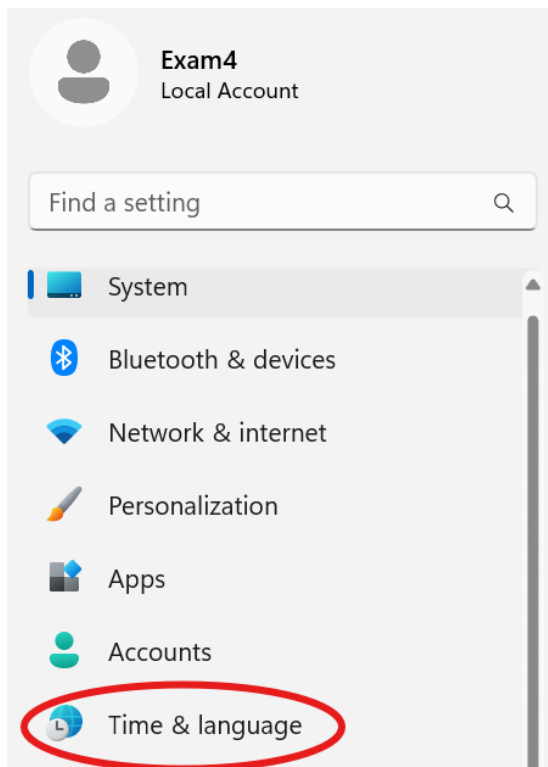 Exam4
Local Account
Find a setting
System
Bluetooth & devices
Network & internet
Personalization
Apps
Accounts
Time & language